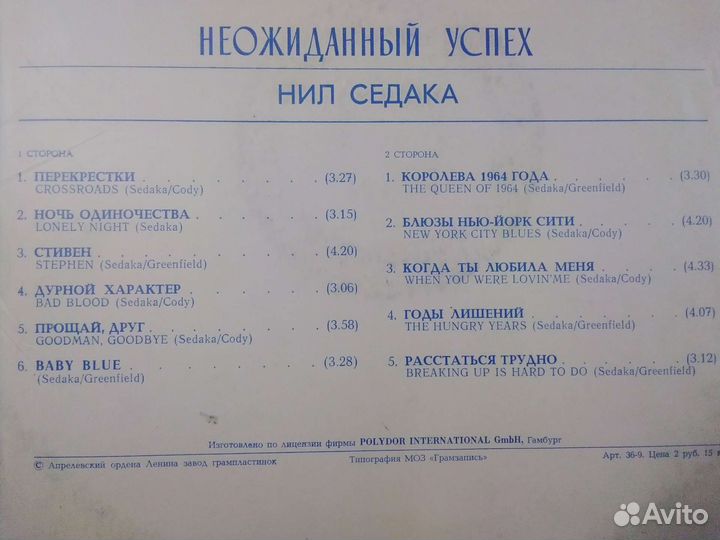 НЕОЖИДАННЫЙ УСПЕХ
НИЛ СЕДАКА
1 СТОРОНА
1. ПЕРЕКРЕСТКИ . . . . . . . . (3.27)
CROSSROADS (Sedaka/Cody)
2. НОЧЬ ОДИНОЧЕСТВА . . . . . . (3.15)
LONELY NIGHT (Sedaka)
3. СТИВЕН . . . . . . . . . . (4.20)
STEPHEN (Sedaka/Greenfield)
4. ДУРНОЙ ХАРАКТЕР . . . . . . (3.06)
BAD BLOOD (Sedaka/Cody)
5. ПРОЩАЙ, ДРУГ . . . . . . . (3.58)
GOODMAN, GOODBYE (Sedaka/Cody)
6. BABY BLUE . . . . . . . . (3.28)
(Sedaka/Greenfield)
2 СТОРОНА
1. КОРОЛЕВА 1964 ГОДА . . . . . (3.30)
THE QUEEN OF 1964 (Sedaka/Greenfield)
2. БЛЮЗЫ НЬЮ-ЙОРК СИТИ . . . . . (4.20)
NEW YORK CITY BLUES (Sedaka/Cody)
3. КОГДА ТЫ ЛЮБИЛА МЕНЯ . . . . (4.33)
WHEN YOU WERE LOVIN'ME (Sedaka/Cody)
4. ГОДЫ ЛИШЕНИЙ . . . . . . . (4.07)
THE HUNGRY YEARS (Sedaka/Greenfield)
5. РАССТАТЬСЯ ТРУДНО . . . . . . (3.12)
BREAKING UP IS HARD TO DO (Sedaka/Greenfield)
Изготовлено по лицензии фирмы POLYDOR INTERNATIONAL GmbH, Гамбург
© Апрелевский ордена Ленина завод грампластинок Типография МОЗ «Грамзапись» Арт. 36-9. Цена 2 руб. 15 к
Avito